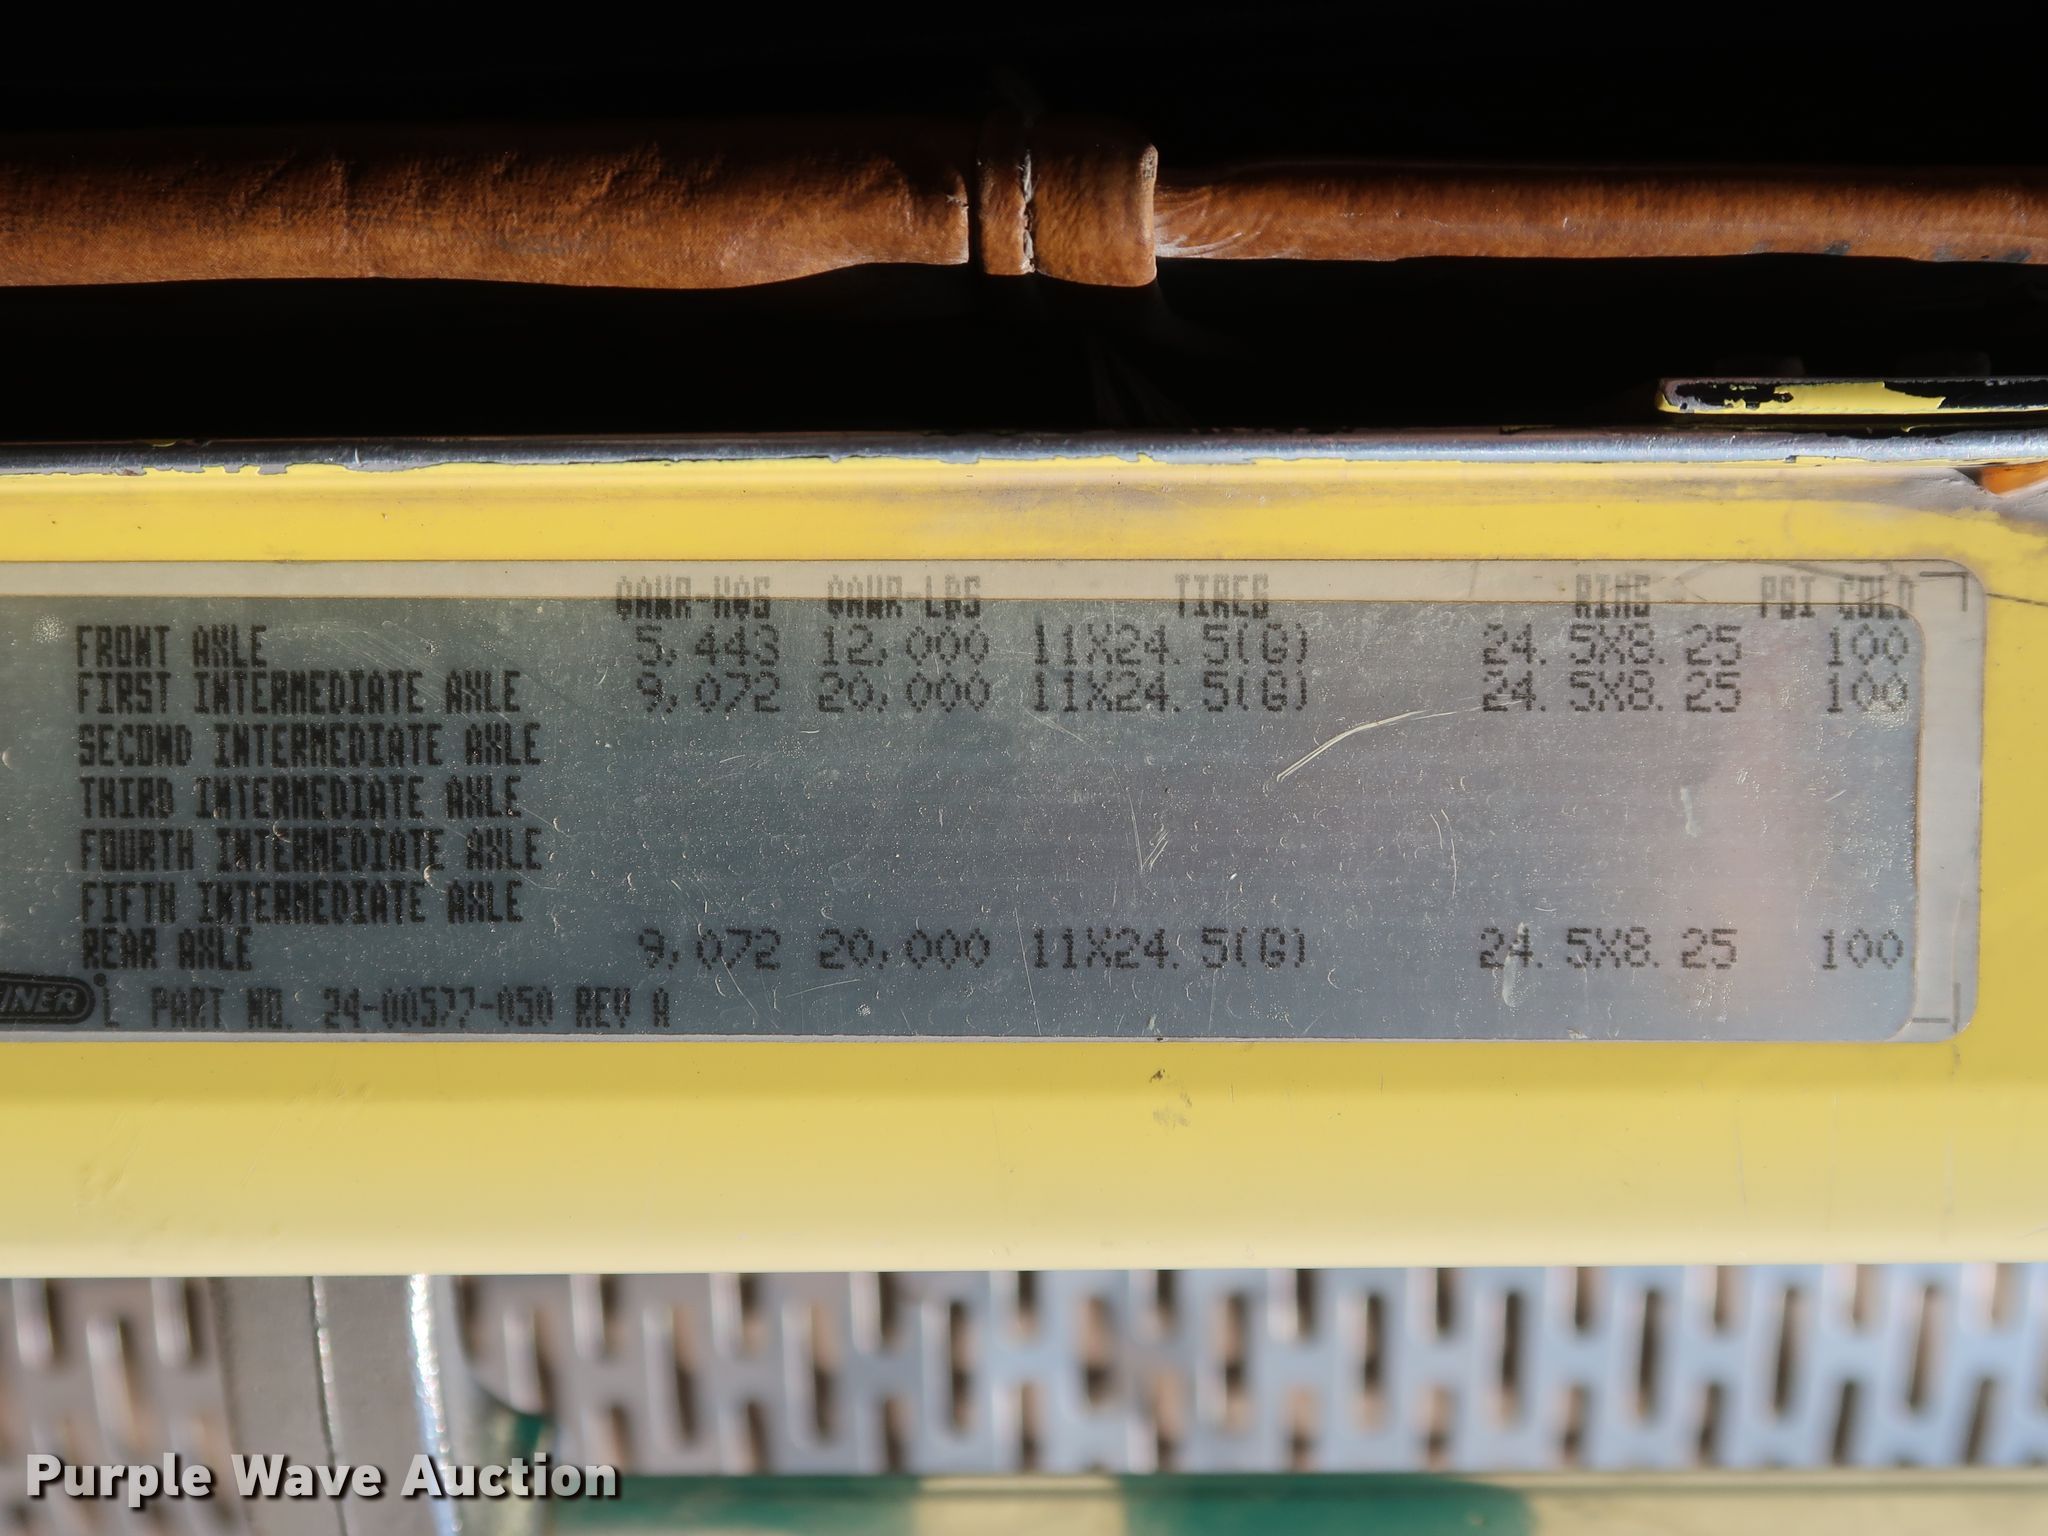 GAWR-KGS GAWR-LBS TIRES RIMS PSI COLD
FRONT AXLE 5,443 12,000 11X24.5(G) 24.5X8.25 100
FIRST INTERMEDIATE AXLE 9,072 20,000 11X24.5(G) 24.5X8.25 100
SECOND INTERMEDIATE AXLE
THIRD INTERMEDIATE AXLE
FOURTH INTERMEDIATE AXLE
FIFTH INTERMEDIATE AXLE
REAR AXLE 9,072 20,000 11X24.5(G) 24.5X8.25 100
INER L PART NO. 24-00577-050 REV A
Purple Wave Auction